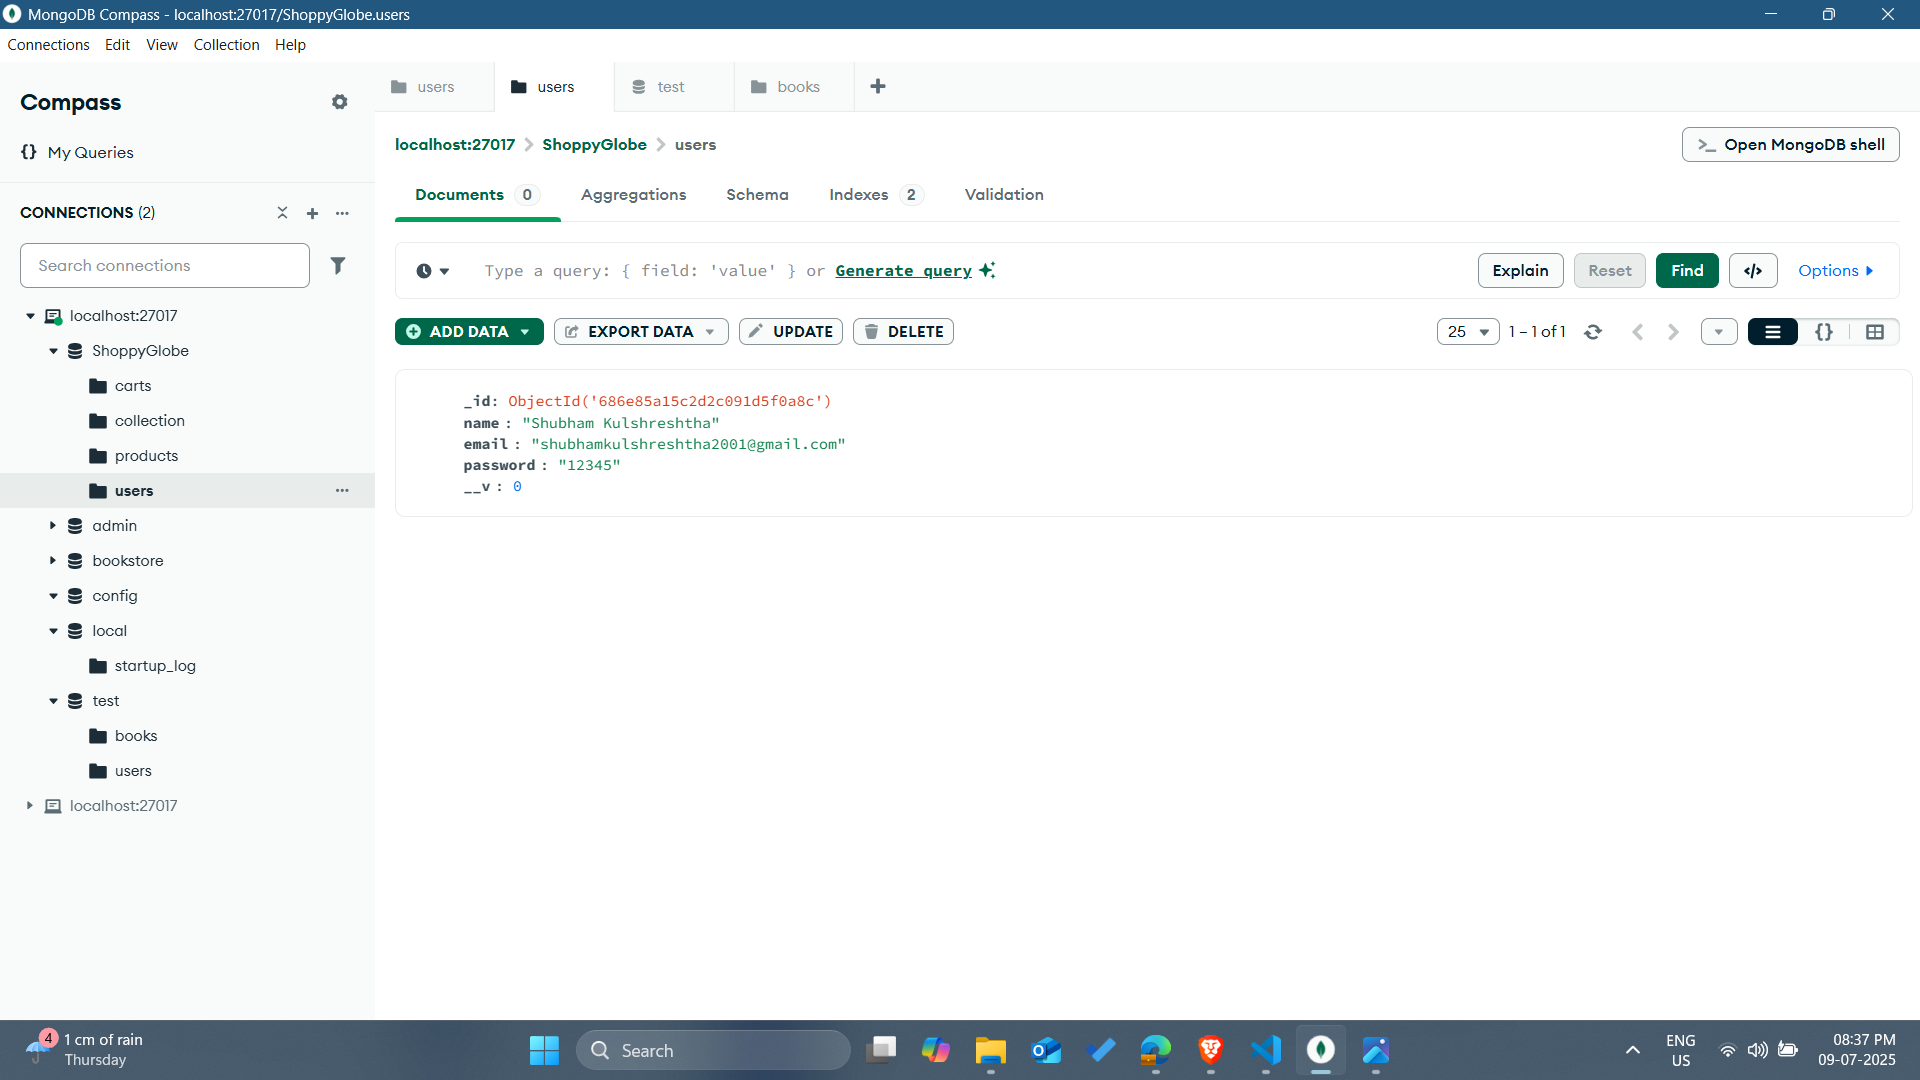 MongoDB Compass - localhost:27017/ShoppyGlobe.users
Connections Edit View Collection Help
Compass
My Queries
CONNECTIONS (2)
Search connections
localhost:27017
ShoppyGlobe
carts
collection
products
users
admin
bookstore
config
local
startup_log
test
books
users
localhost:27017
users
users
test
books
localhost:27017 > ShoppyGlobe > users
>_ Open MongoDB shell
Documents 0 Aggregations Schema Indexes 2 Validation
Type a query: { field: 'value' } or Generate query
Explain Reset Find </> Options
ADD DATA EXPORT DATA UPDATE DELETE
25 1 – 1 of 1 {}
_id: ObjectId('686e85a15c2d2c091d5f0a8c')
name : "Shubham Kulshreshtha"
email : "shubhamkulshreshtha2001@gmail.com"
password : "12345"
__v : 0
4 1 cm of rain
Thursday
Search
ENG
US
08:37 PM
09-07-2025